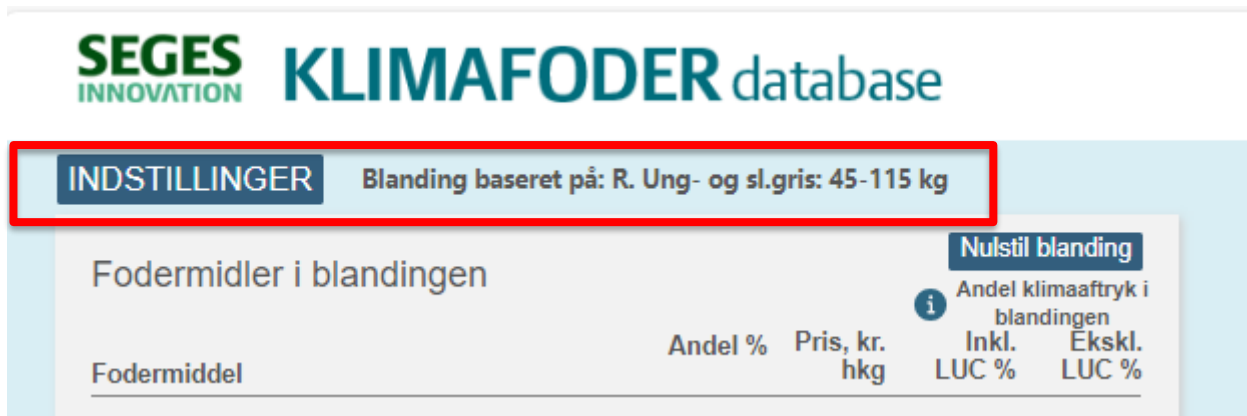 SEGES
INNOVATION
KLIMAFODER database
INDSTILLINGER Blanding baseret på: R. Ung- og sl.gris: 45-115 kg
Nulstil blanding
Fodermidler i blandingen
i Andel klimaaftryk i
blandingen
Andel % Pris, kr. Inkl. Ekskl.
Fodermiddel hkg LUC % LUC %